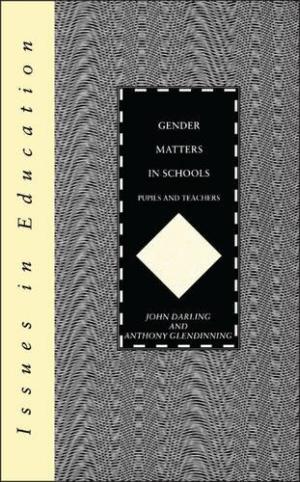 Issues in Education
GENDER
MATTERS
IN SCHOOLS
PUPILS AND TEACHERS
JOHN DARLING
AND
ANTHONY GLENDINNING